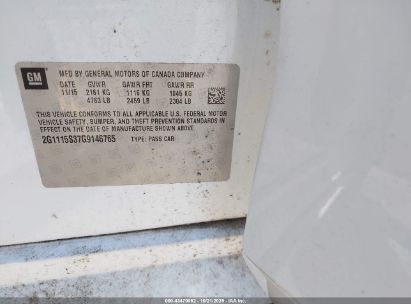 GM
MFD BY GENERAL MOTORS OF CANADA COMPANY
DATE GVWR GAWR FRT GAWR RR
11/15 2161 KG 1116 KG 1045 KG
4763 LB 2459 LB 2304 LB
THIS VEHICLE CONFORMS TO ALL APPLICABLE U.S. FEDERAL MOTOR
VEHICLE SAFETY, BUMPER, AND THEFT PREVENTION STANDARDS IN
EFFECT ON THE DATE OF MANUFACTURE SHOWN ABOVE.
2G1115S37G9146765 TYPE: PASS CAR